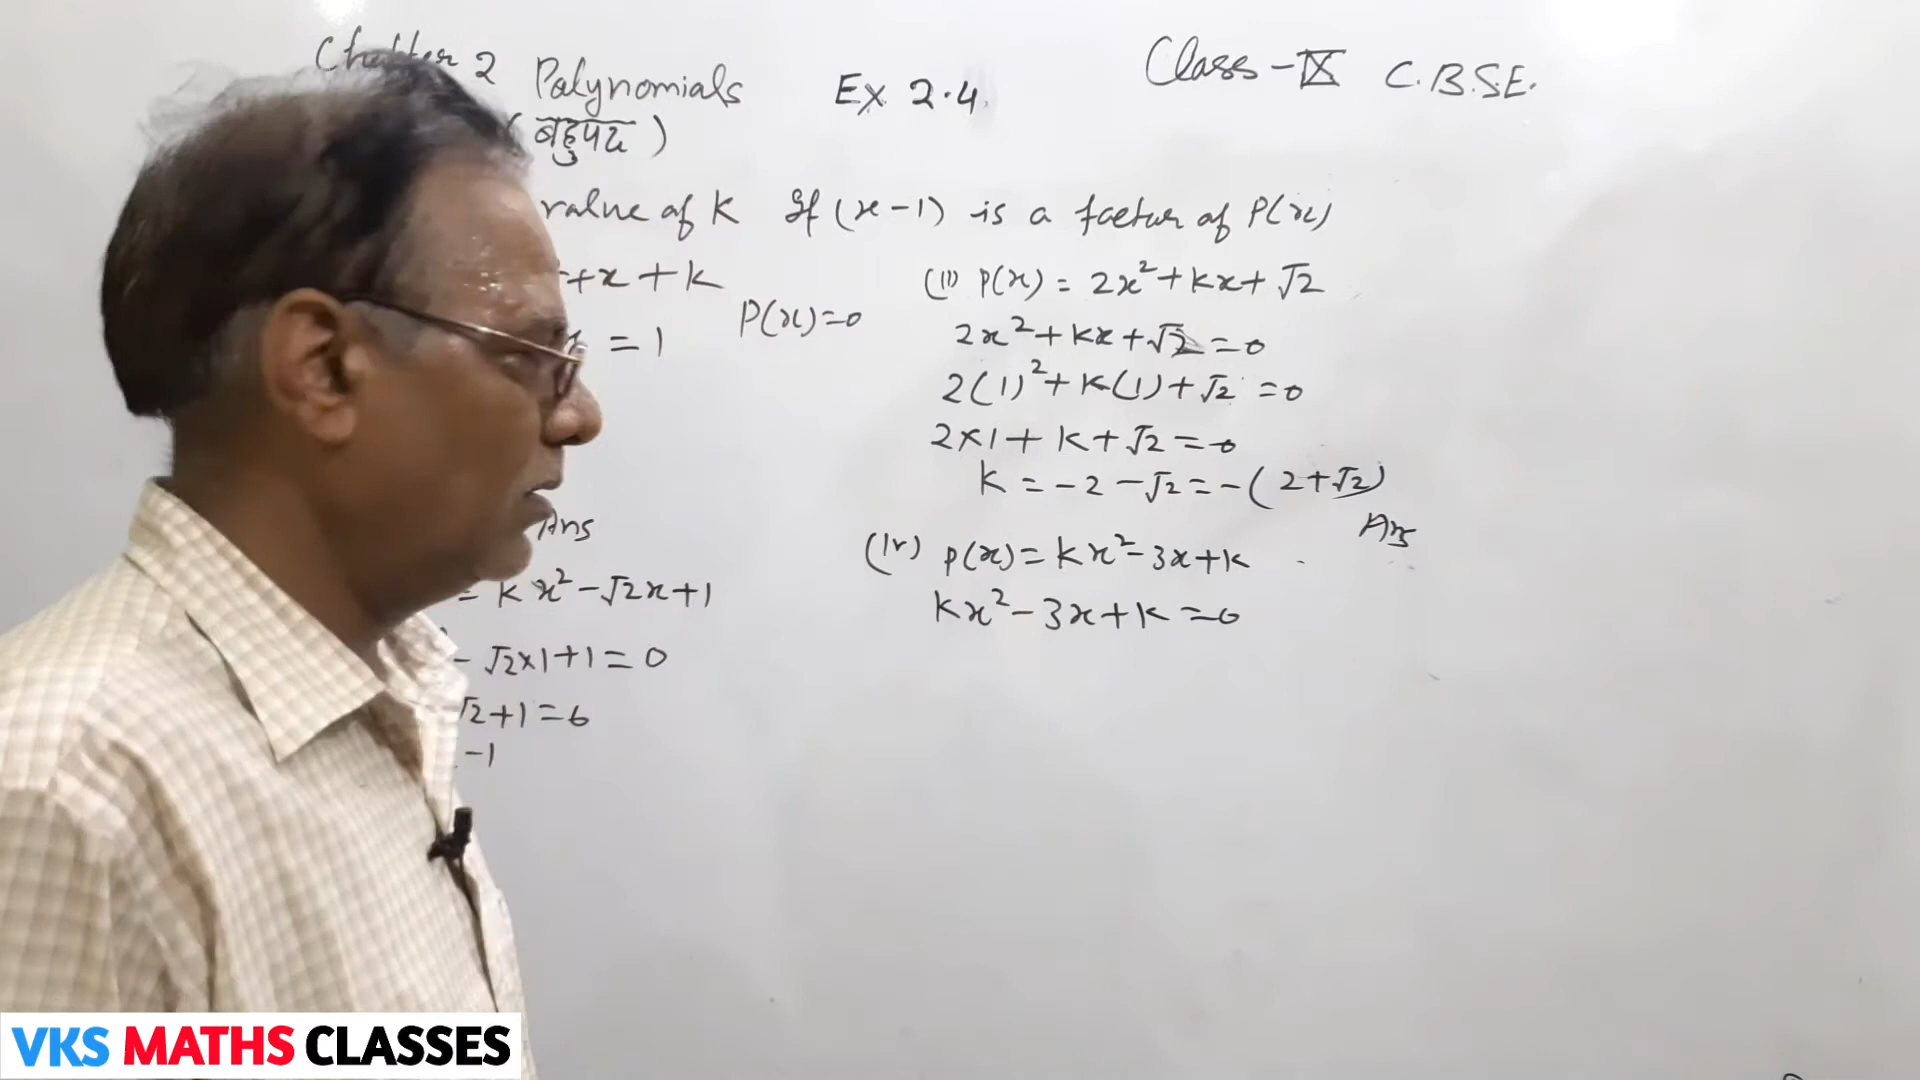 Chapter 2 Polynomials Ex 2.4 Class-IX C.B.S.E.
(बहुपद)
value of K If (x-1) is a factor of P(x)
+x+k
P(x)=0
= 1
Ans
= kx²-√2x+1
- √2×1+1=0
√2+1=0
-1
(ii) P(x) = 2x²+kx+√2
2x²+kx+√2=0
2(1)²+k(1)+√2=0
2×1+k+√2=0
k=-2-√2=-(2+√2)
Ans
(iv) p(x)=kx²-3x+k
kx²-3x+k=0
VKS MATHS CLASSES